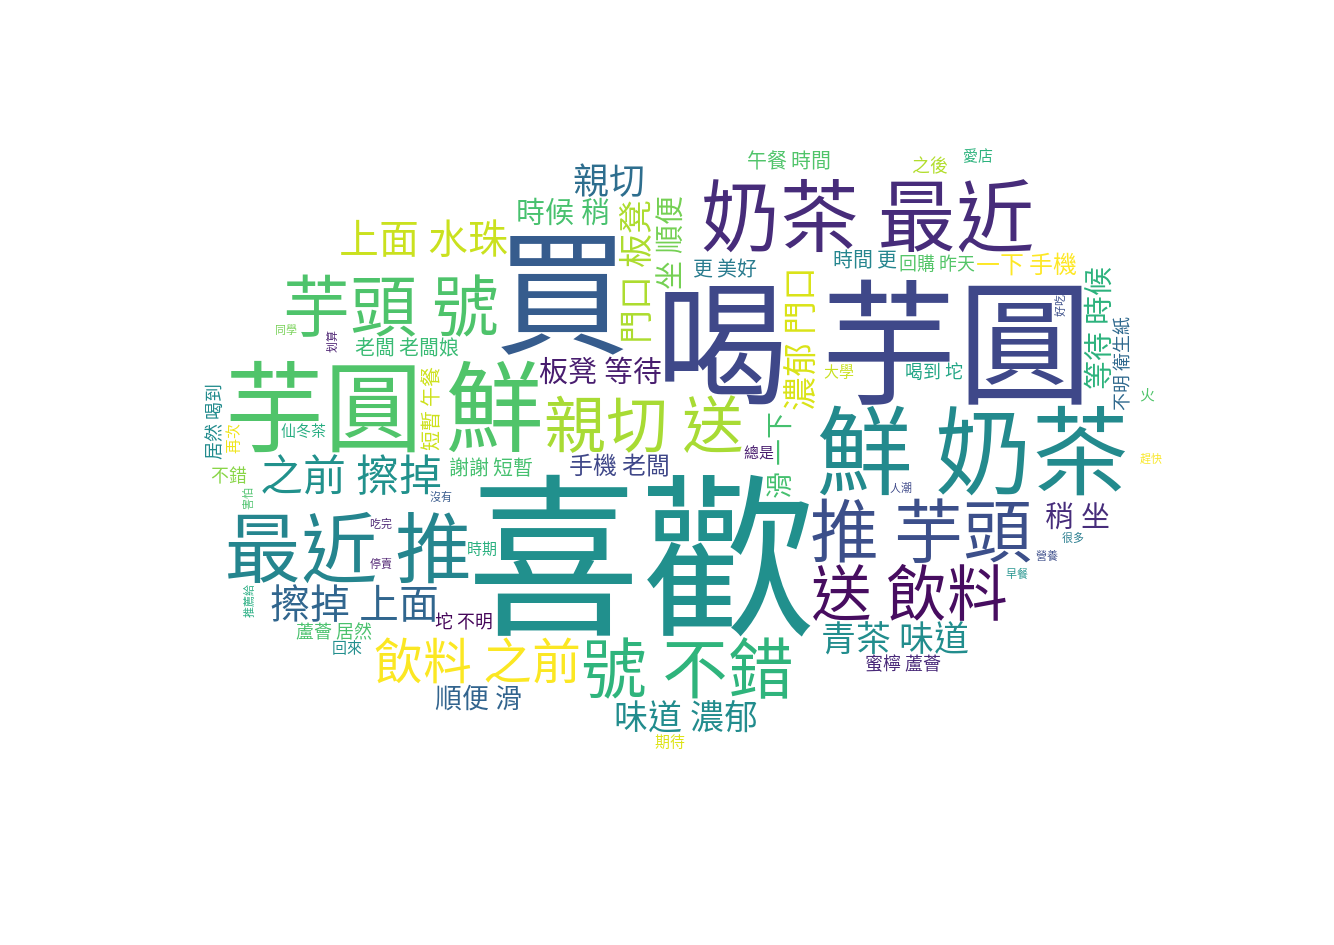 午餐 時間
之後
愛店
親切
奶茶 最近
時候 稍
板凳
坐 順便
上面 水珠
買
更 美好
時間 更
回購 昨天
一下 手機
喝 芋圓
好吃
等待 時候
芋頭 號
門口
濃郁 門口
同學
划算
老闆 老闆娘
不明 衛生紙
板凳 等待
大學
喝到 坨
芋圓 鮮
短暫 午餐
居然 喝到
再次
仙冬茶
親切 送
滑 一下
鮮 奶茶
火
總是
趕快
之前 擦掉
謝謝 短暫
手機 老闆
不錯
害怕
沒有
喜歡
人潮
最近 推
吃完
停賣
時期
推 芋頭
稍 坐
很多
營養
早餐
推薦給
擦掉 上面
坨 不明
送 飲料
蘆薈 居然
回來
飲料 之前
號 不錯
青茶 味道
蜜檸 蘆薈
順便 滑
味道 濃郁
期待